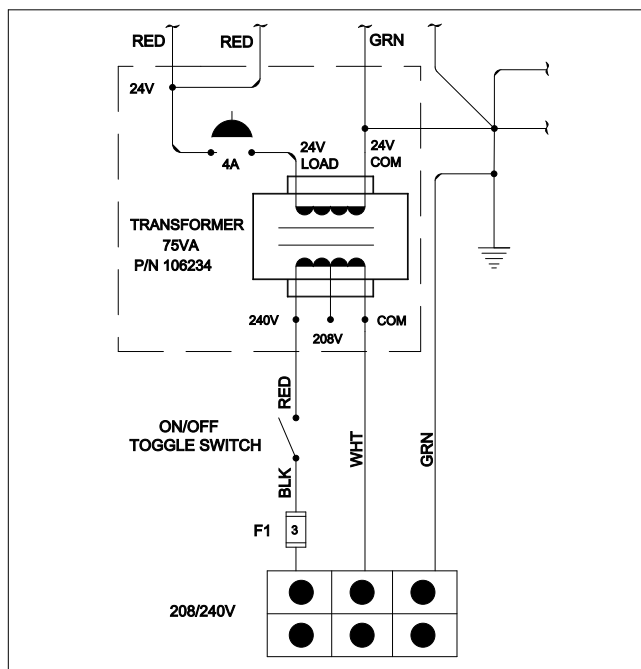 RED
RED
GRN
24V
4A
24V
LOAD
24V
COM
TRANSFORMER
75VA
P/N 106234
240V
208V
COM
RED
ON/OFF
TOGGLE SWITCH
WHT
GRN
BLK
F1
3
208/240V